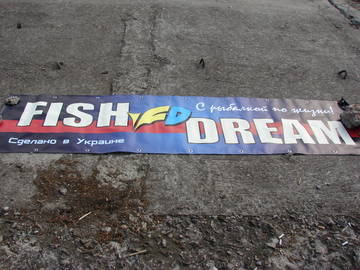 FISH FD С рыбалкой по жизни!
DREAM
Сделано в Украине